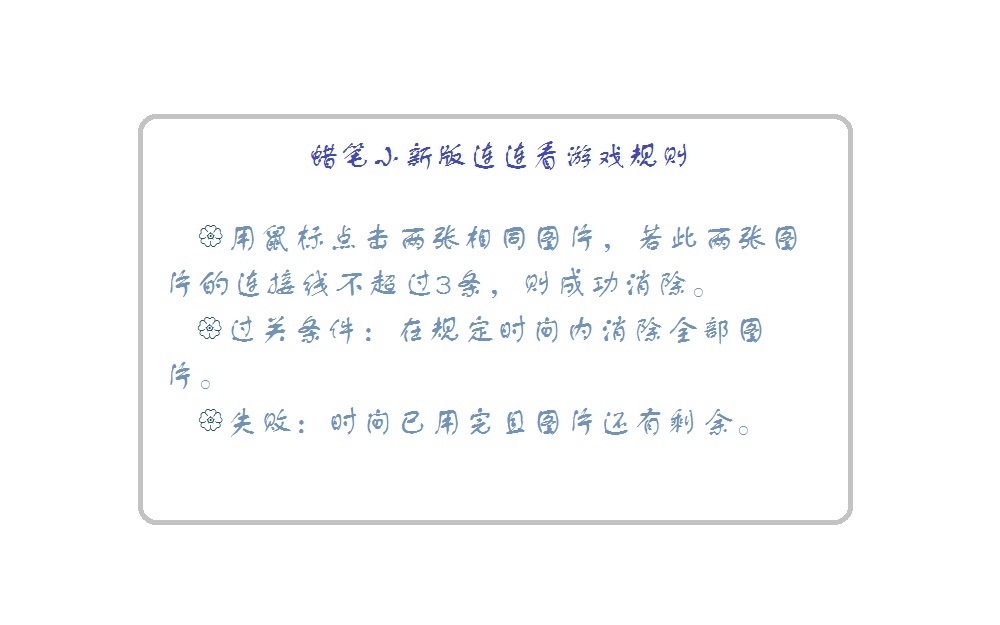 蜡笔小新版连连看游戏规则
用鼠标点击两张相同图片，若此两张图
片的连接线不超过3条，则成功消除。
过关条件：在规定时间内消除全部图
片。
失败：时间已用完且图片还有剩余。